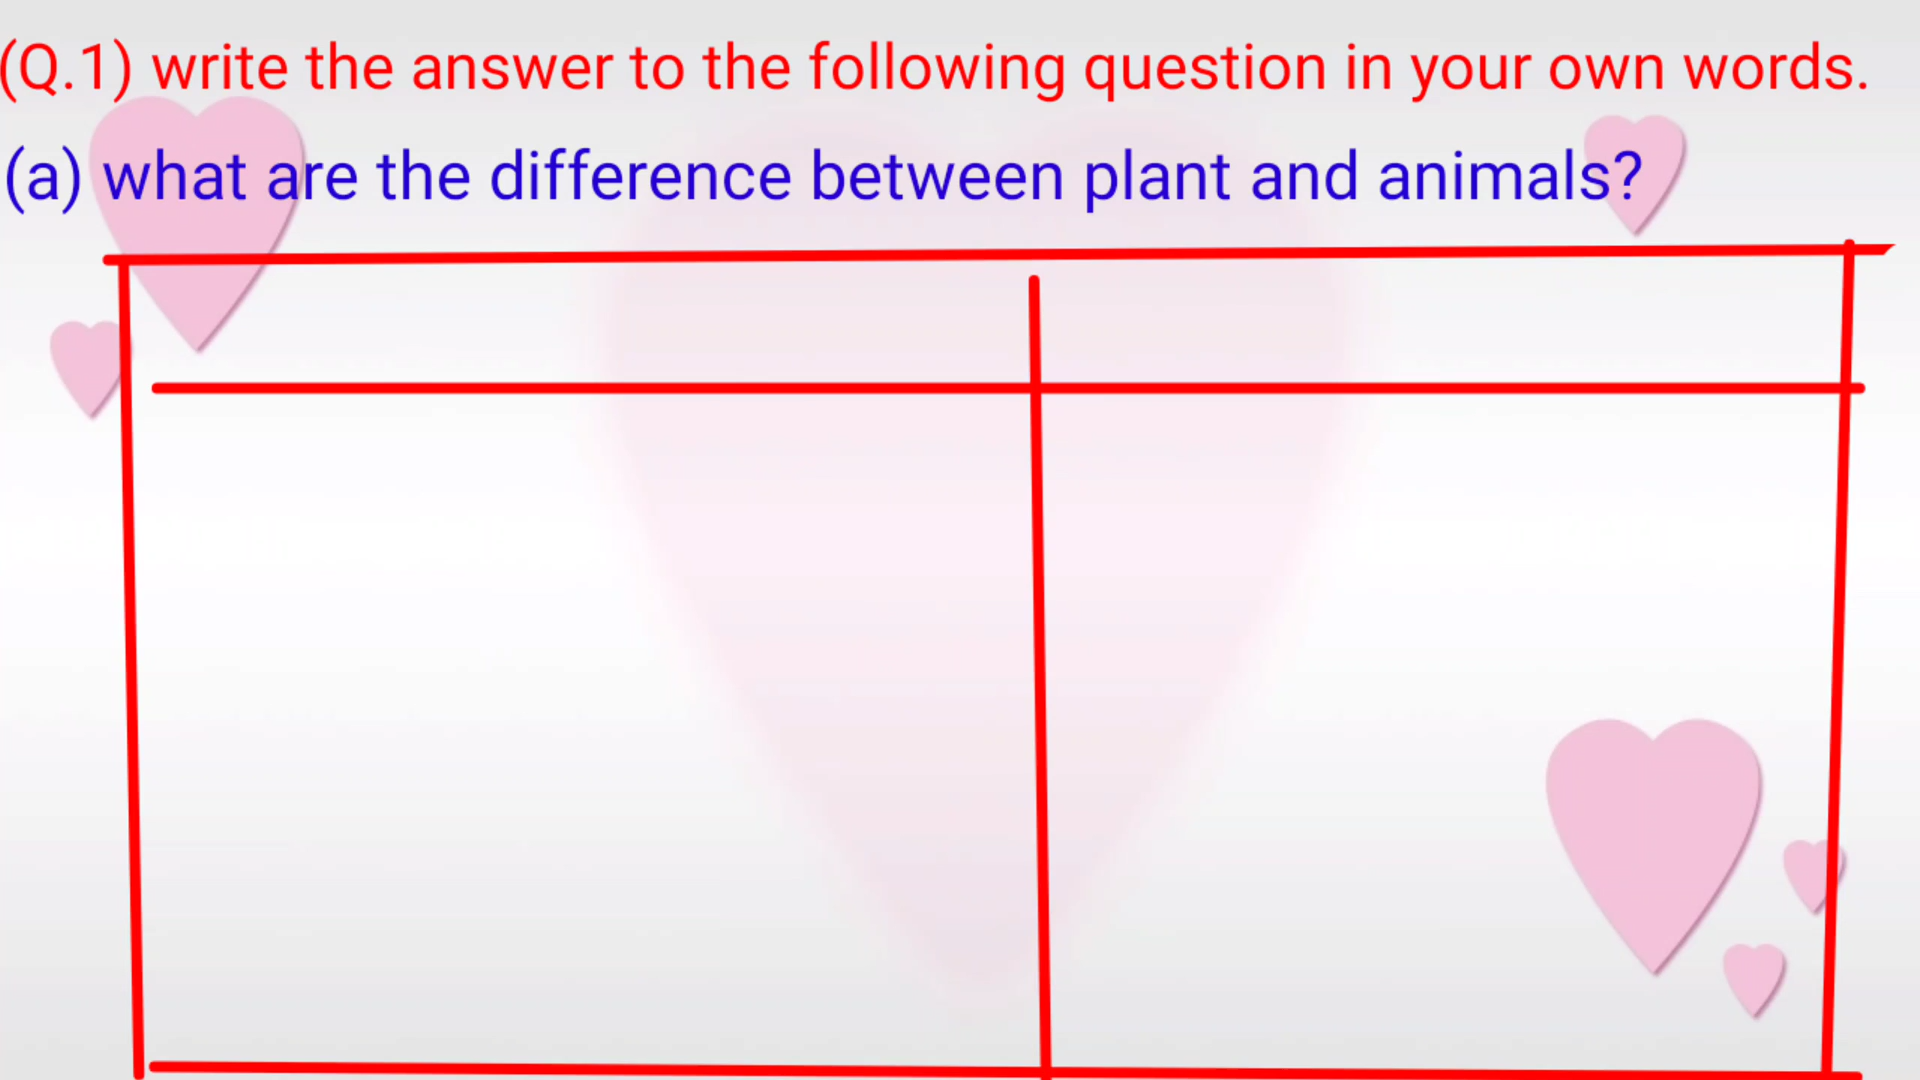 (Q.1) write the answer to the following question in your own words.
(a) what are the difference between plant and animals?